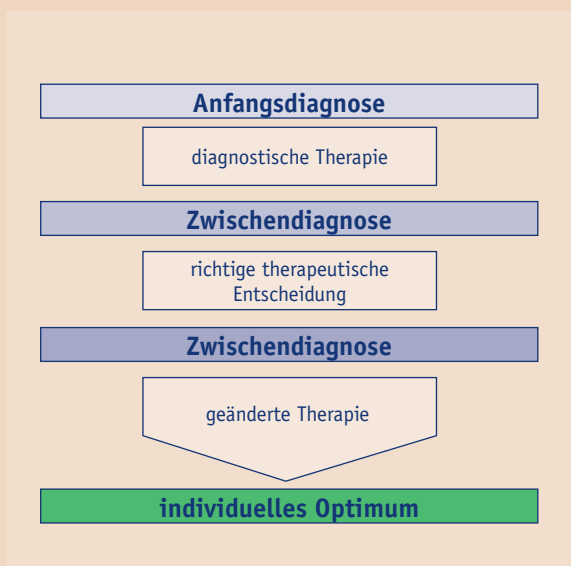 Anfangsdiagnose
diagnostische Therapie
Zwischendiagnose
richtige therapeutische
Entscheidung
Zwischendiagnose
geänderte Therapie
individuelles Optimum